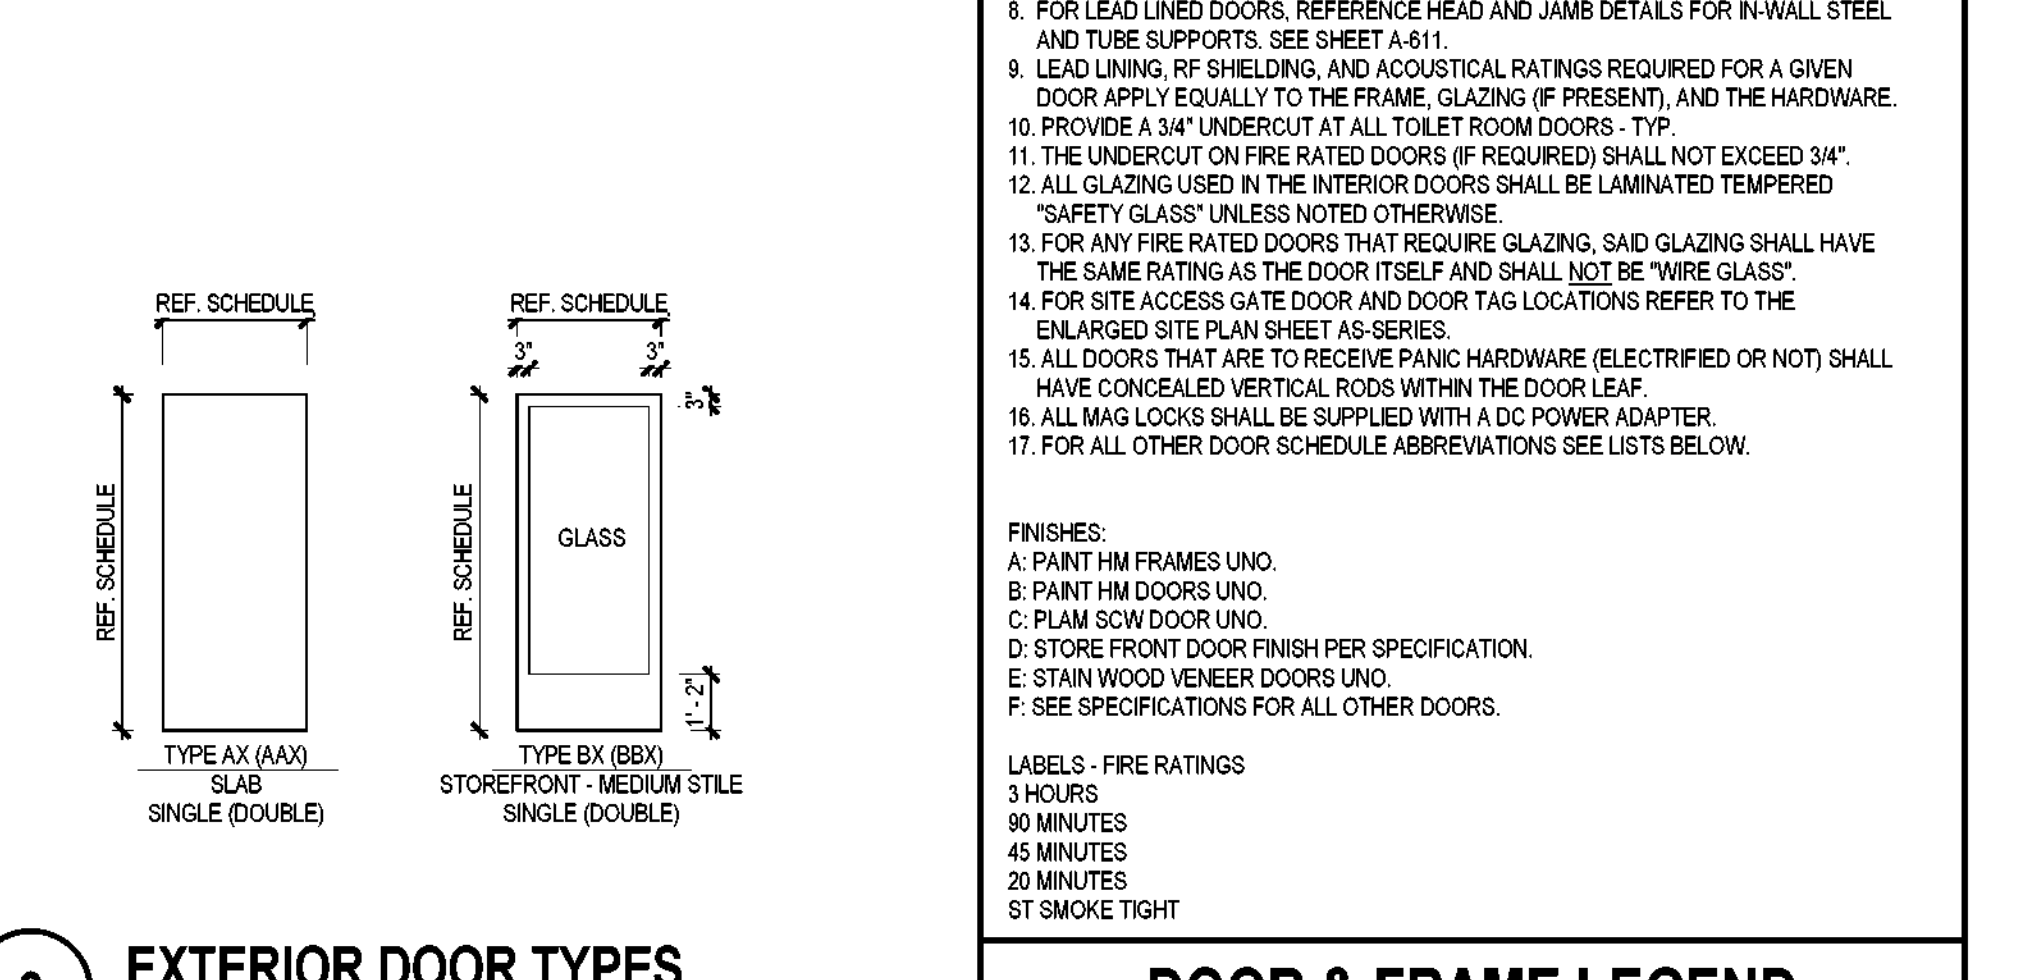 REF. SCHEDULE
REF. SCHEDULE
TYPE AX (AAX)
SLAB
SINGLE (DOUBLE)
REF. SCHEDULE
3"
3"
3"
REF. SCHEDULE
GLASS
1' - 2"
TYPE BX (BBX)
STOREFRONT - MEDIUM STILE
SINGLE (DOUBLE)
EXTERIOR DOOR TYPES
8. FOR LEAD LINED DOORS, REFERENCE HEAD AND JAMB DETAILS FOR IN-WALL STEEL
AND TUBE SUPPORTS. SEE SHEET A-611.
9. LEAD LINING, RF SHIELDING, AND ACOUSTICAL RATINGS REQUIRED FOR A GIVEN
DOOR APPLY EQUALLY TO THE FRAME, GLAZING (IF PRESENT), AND THE HARDWARE.
10. PROVIDE A 3/4" UNDERCUT AT ALL TOILET ROOM DOORS - TYP.
11. THE UNDERCUT ON FIRE RATED DOORS (IF REQUIRED) SHALL NOT EXCEED 3/4".
12. ALL GLAZING USED IN THE INTERIOR DOORS SHALL BE LAMINATED TEMPERED
"SAFETY GLASS" UNLESS NOTED OTHERWISE.
13. FOR ANY FIRE RATED DOORS THAT REQUIRE GLAZING, SAID GLAZING SHALL HAVE
THE SAME RATING AS THE DOOR ITSELF AND SHALL NOT BE "WIRE GLASS".
14. FOR SITE ACCESS GATE DOOR AND DOOR TAG LOCATIONS REFER TO THE
ENLARGED SITE PLAN SHEET AS-SERIES.
15. ALL DOORS THAT ARE TO RECEIVE PANIC HARDWARE (ELECTRIFIED OR NOT) SHALL
HAVE CONCEALED VERTICAL RODS WITHIN THE DOOR LEAF.
16. ALL MAG LOCKS SHALL BE SUPPLIED WITH A DC POWER ADAPTER.
17. FOR ALL OTHER DOOR SCHEDULE ABBREVIATIONS SEE LISTS BELOW.
FINISHES:
A: PAINT HM FRAMES UNO.
B: PAINT HM DOORS UNO.
C: PLAM SCW DOOR UNO.
D: STORE FRONT DOOR FINISH PER SPECIFICATION.
E: STAIN WOOD VENEER DOORS UNO.
F: SEE SPECIFICATIONS FOR ALL OTHER DOORS.
LABELS - FIRE RATINGS
3 HOURS
90 MINUTES
45 MINUTES
20 MINUTES
ST SMOKE TIGHT
DOOR & FRAME LEGEND